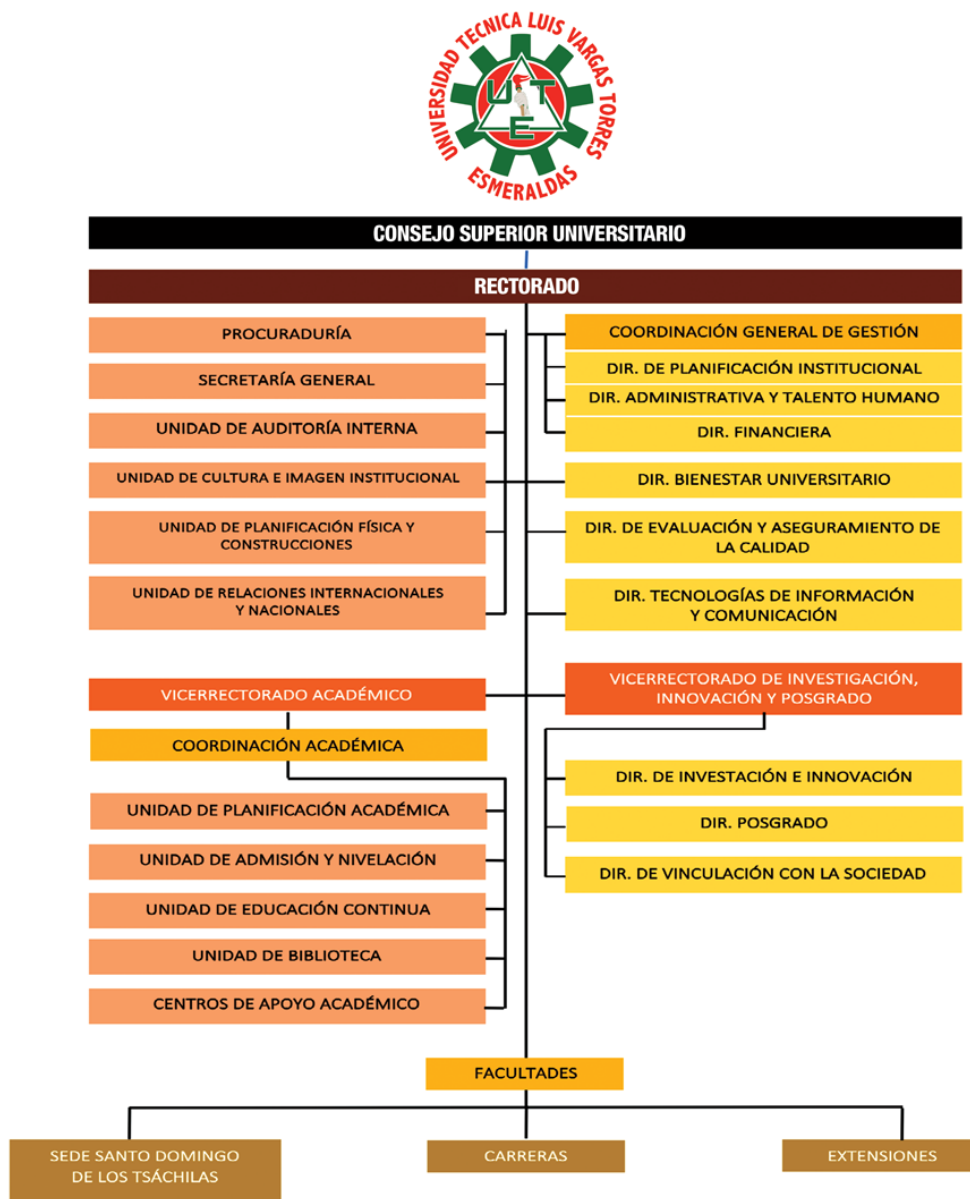 UNIVERSIDAD TECNICA LUIS VARGAS TORRES
UTE
ESMERALDAS
CONSEJO SUPERIOR UNIVERSITARIO
RECTORADO
PROCURADURÍA
SECRETARÍA GENERAL
UNIDAD DE AUDITORÍA INTERNA
UNIDAD DE CULTURA E IMAGEN INSTITUCIONAL
UNIDAD DE PLANIFICACIÓN FÍSICA Y
CONSTRUCCIONES
UNIDAD DE RELACIONES INTERNACIONALES
Y NACIONALES
COORDINACIÓN GENERAL DE GESTIÓN
DIR. DE PLANIFICACIÓN INSTITUCIONAL
DIR. ADMINISTRATIVA Y TALENTO HUMANO
DIR. FINANCIERA
DIR. BIENESTAR UNIVERSITARIO
DIR. DE EVALUACIÓN Y ASEGURAMIENTO DE
LA CALIDAD
DIR. TECNOLOGÍAS DE INFORMACIÓN
Y COMUNICACIÓN
VICERRECTORADO ACADÉMICO
COORDINACIÓN ACADÉMICA
UNIDAD DE PLANIFICACIÓN ACADÉMICA
UNIDAD DE ADMISIÓN Y NIVELACIÓN
UNIDAD DE EDUCACIÓN CONTINUA
UNIDAD DE BIBLIOTECA
CENTROS DE APOYO ACADÉMICO
VICERRECTORADO DE INVESTIGACIÓN,
INNOVACIÓN Y POSGRADO
DIR. DE INVESTACIÓN E INNOVACIÓN
DIR. POSGRADO
DIR. DE VINCULACIÓN CON LA SOCIEDAD
FACULTADES
SEDE SANTO DOMINGO
DE LOS TSÁCHILAS
CARRERAS
EXTENSIONES